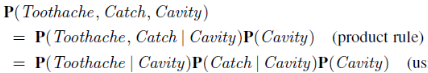 P(Toothache, Catch, Cavity)
= P(Toothache, Catch | Cavity)P(Cavity) (product rule)
= P(Toothache | Cavity)P(Catch | Cavity)P(Cavity) (us